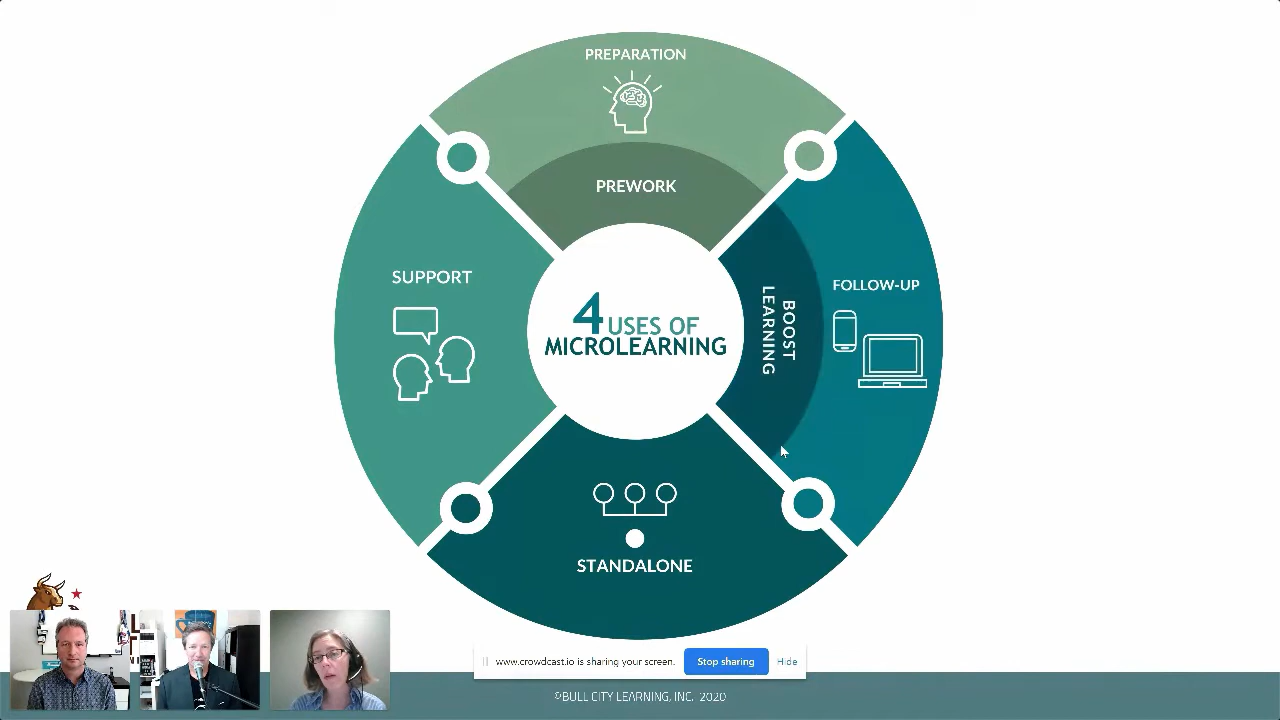 PREPARATION
PREWORK
SUPPORT
4 USES OF
MICROLEARNING
BOOST
LEARNING
FOLLOW-UP
STANDALONE
www.crowdcast.io is sharing your screen.
Stop sharing
Hide
©BULL CITY LEARNING, INC. 2020